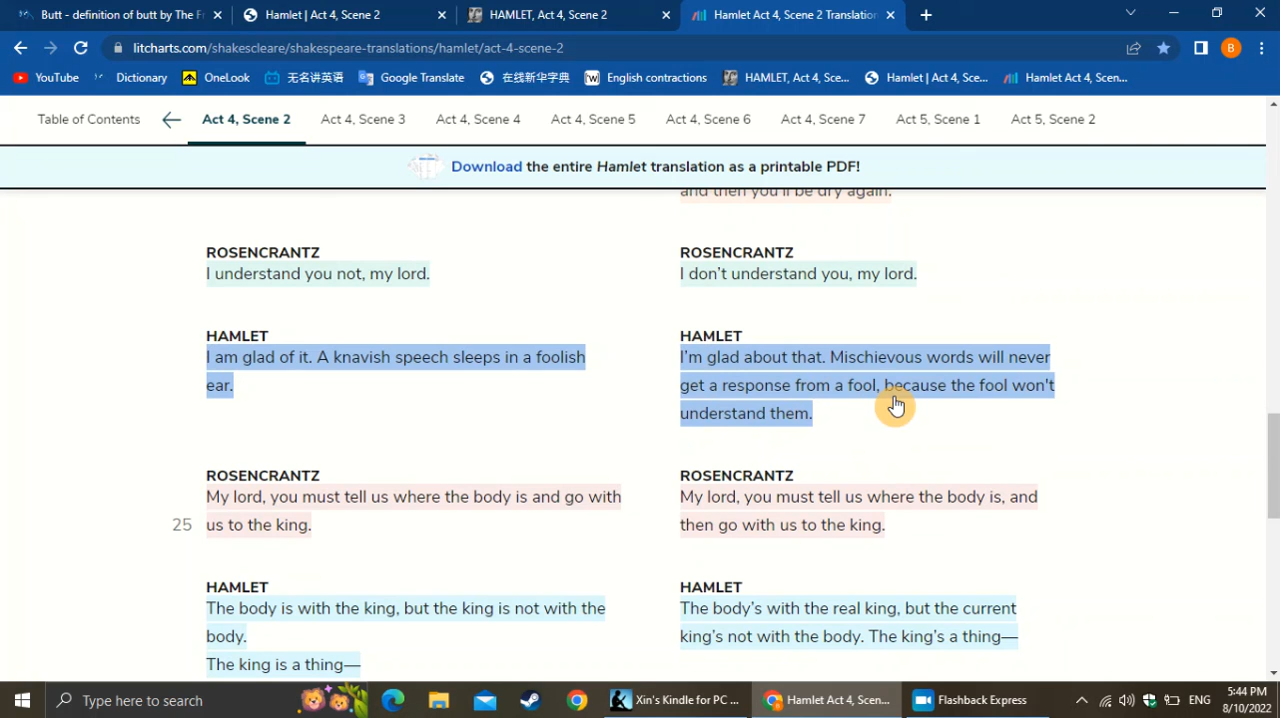 Butt - definition of butt by The Fr
Hamlet | Act 4, Scene 2
HAMLET, Act 4, Scene 2
Hamlet Act 4, Scene 2 Translation
litcharts.com/shakescleare/shakespeare-translations/hamlet/act-4-scene-2
B
YouTube
Dictionary
OneLook
无名讲英语
Google Translate
在线新华字典
English contractions
HAMLET, Act 4, Sce...
Hamlet | Act 4, Sce...
Hamlet Act 4, Scen...
Table of Contents
Act 4, Scene 2
Act 4, Scene 3
Act 4, Scene 4
Act 4, Scene 5
Act 4, Scene 6
Act 4, Scene 7
Act 5, Scene 1
Act 5, Scene 2
Download the entire Hamlet translation as a printable PDF!
and then you'll be dry again.
ROSENCRANTZ
I understand you not, my lord.
ROSENCRANTZ
I don't understand you, my lord.
HAMLET
I am glad of it. A knavish speech sleeps in a foolish
ear.
HAMLET
I'm glad about that. Mischievous words will never
get a response from a fool, because the fool won't
understand them.
ROSENCRANTZ
My lord, you must tell us where the body is and go with
25 us to the king.
ROSENCRANTZ
My lord, you must tell us where the body is, and
then go with us to the king.
HAMLET
The body is with the king, but the king is not with the
body.
The king is a thing—
HAMLET
The body's with the real king, but the current
king's not with the body. The king's a thing—
Type here to search
Xin's Kindle for PC ...
Hamlet Act 4, Scen...
Flashback Express
ENG
5:44 PM
8/10/2022